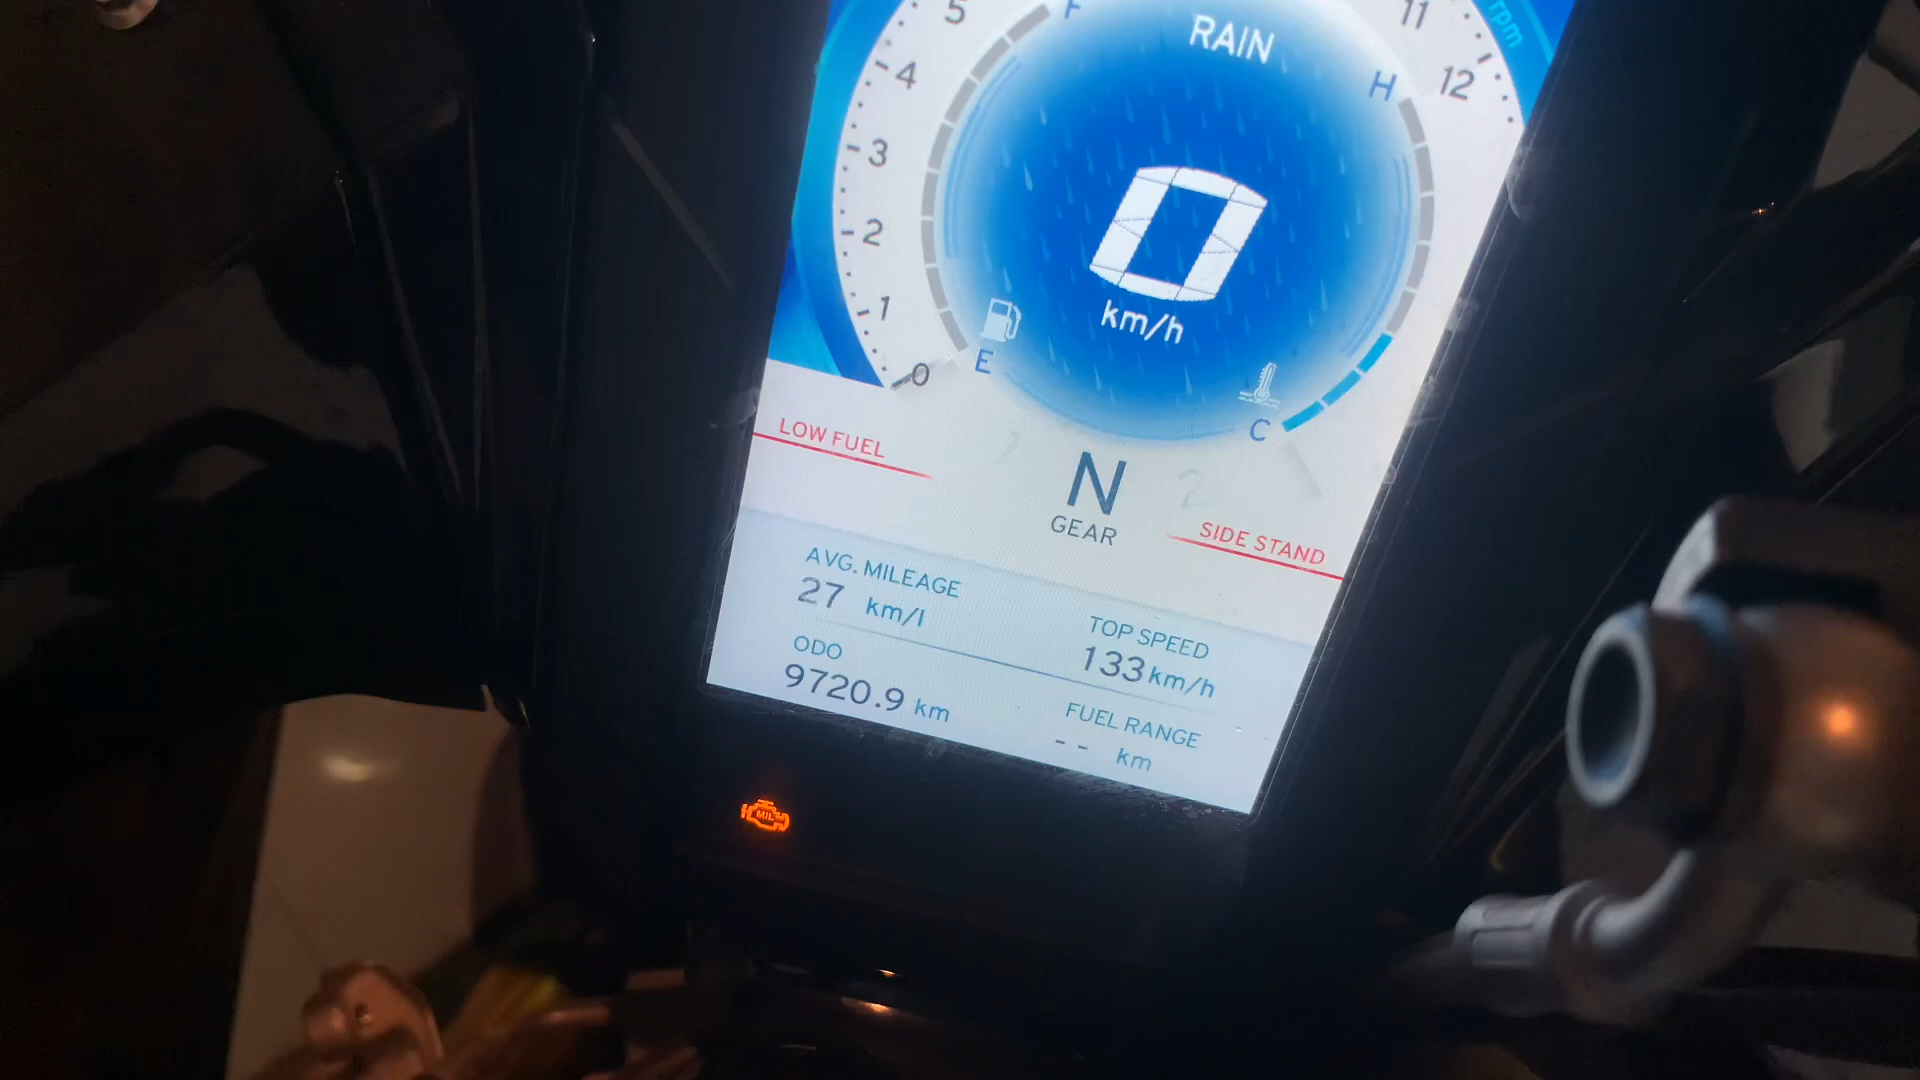 5
F
RAIN
11
rpm
4
H
12
3
2
km/h
0
1
E
0
C
LOW FUEL
N
2
GEAR
SIDE STAND
AVG. MILEAGE
27 km/l
TOP SPEED
133 km/h
ODO
9720.9 km
FUEL RANGE
-- km
MIL